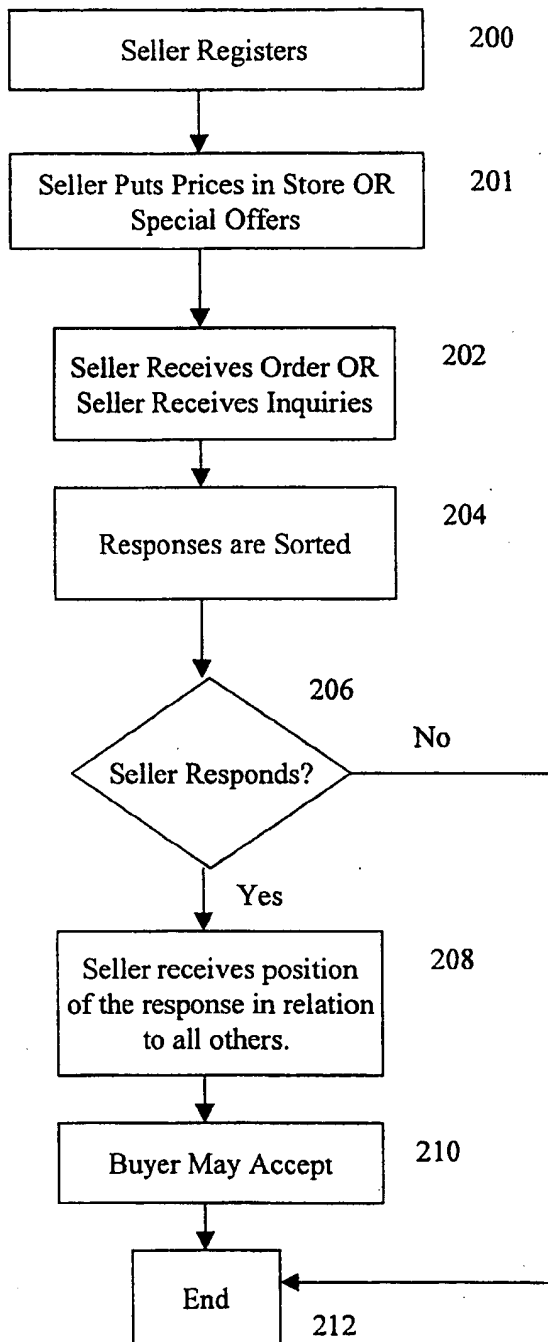 Seller Registers
200
Seller Puts Prices in Store OR
Special Offers
201
Seller Receives Order OR
Seller Receives Inquiries
202
Responses are Sorted
204
206
Seller Responds?
No
Yes
Seller receives position
of the response in relation
to all others.
208
Buyer May Accept
210
End
212